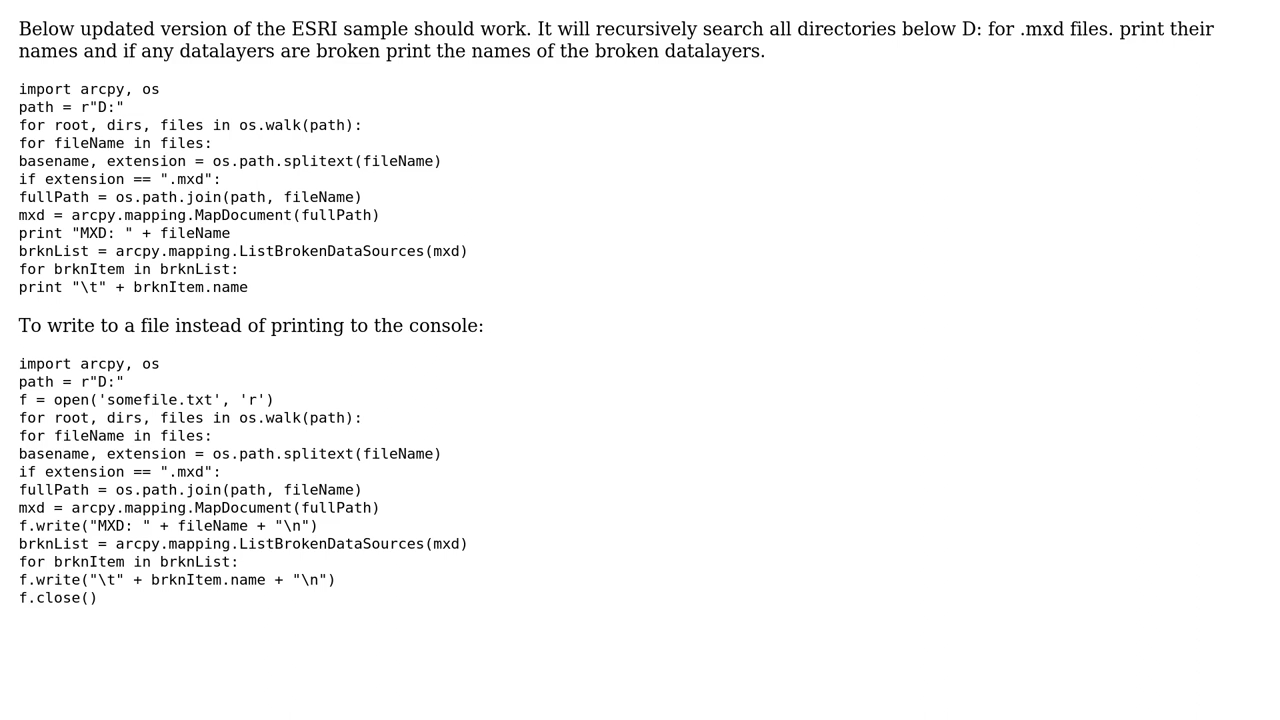 Below updated version of the ESRI sample should work. It will recursively search all directories below D: for .mxd files. print their
names and if any datalayers are broken print the names of the broken datalayers.
import arcpy, os
path = r"D:"
for root, dirs, files in os.walk(path):
for fileName in files:
basename, extension = os.path.splitext(fileName)
if extension == ".mxd":
fullPath = os.path.join(path, fileName)
mxd = arcpy.mapping.MapDocument(fullPath)
print "MXD: " + fileName
brknList = arcpy.mapping.ListBrokenDataSources(mxd)
for brknItem in brknList:
print "\t" + brknItem.name
To write to a file instead of printing to the console:
import arcpy, os
path = r"D:"
f = open('somefile.txt', 'r')
for root, dirs, files in os.walk(path):
for fileName in files:
basename, extension = os.path.splitext(fileName)
if extension == ".mxd":
fullPath = os.path.join(path, fileName)
mxd = arcpy.mapping.MapDocument(fullPath)
f.write("MXD: " + fileName + "\n")
brknList = arcpy.mapping.ListBrokenDataSources(mxd)
for brknItem in brknList:
f.write("\t" + brknItem.name + "\n")
f.close()